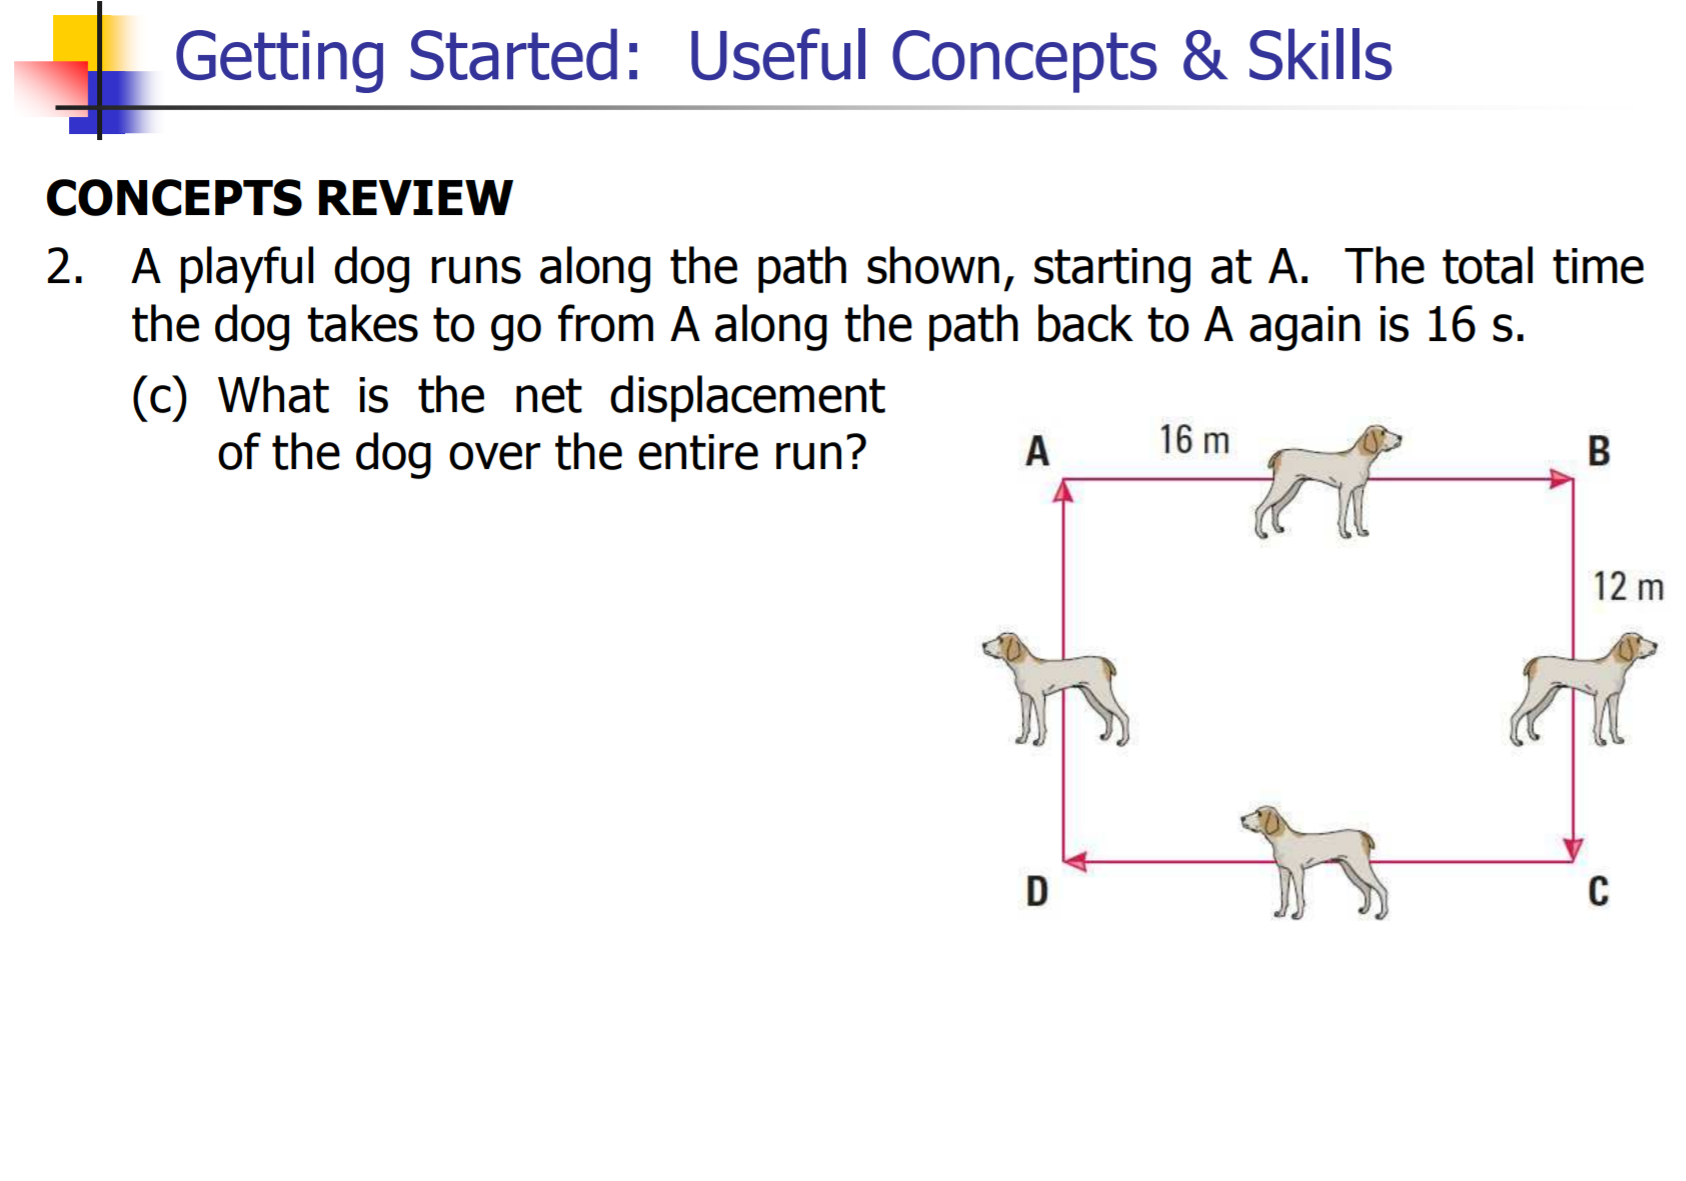 Getting Started: Useful Concepts & Skills
CONCEPTS REVIEW
2. A playful dog runs along the path shown, starting at A. The total time
the dog takes to go from A along the path back to A again is 16 s.
(c) What is the net displacement
of the dog over the entire run?
A 16 m B
12 m
D C